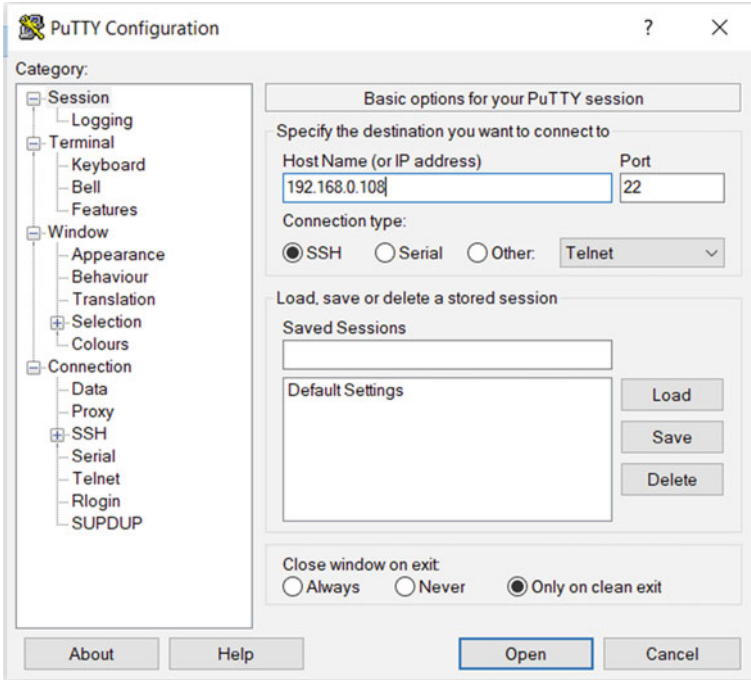 PuTTY Configuration
?
Category:
Session
Logging
Terminal
Keyboard
Bell
Features
Window
Appearance
Behaviour
Translation
Selection
Colours
Connection
Data
Proxy
SSH
Serial
Telnet
Rlogin
SUPDUP
Basic options for your PuTTY session
Specify the destination you want to connect to
Host Name (or IP address) Port
192.168.0.108 22
Connection type:
SSH Serial Other: Telnet
Load, save or delete a stored session
Saved Sessions
Default Settings
Load
Save
Delete
Close window on exit:
Always Never Only on clean exit
About Help Open Cancel